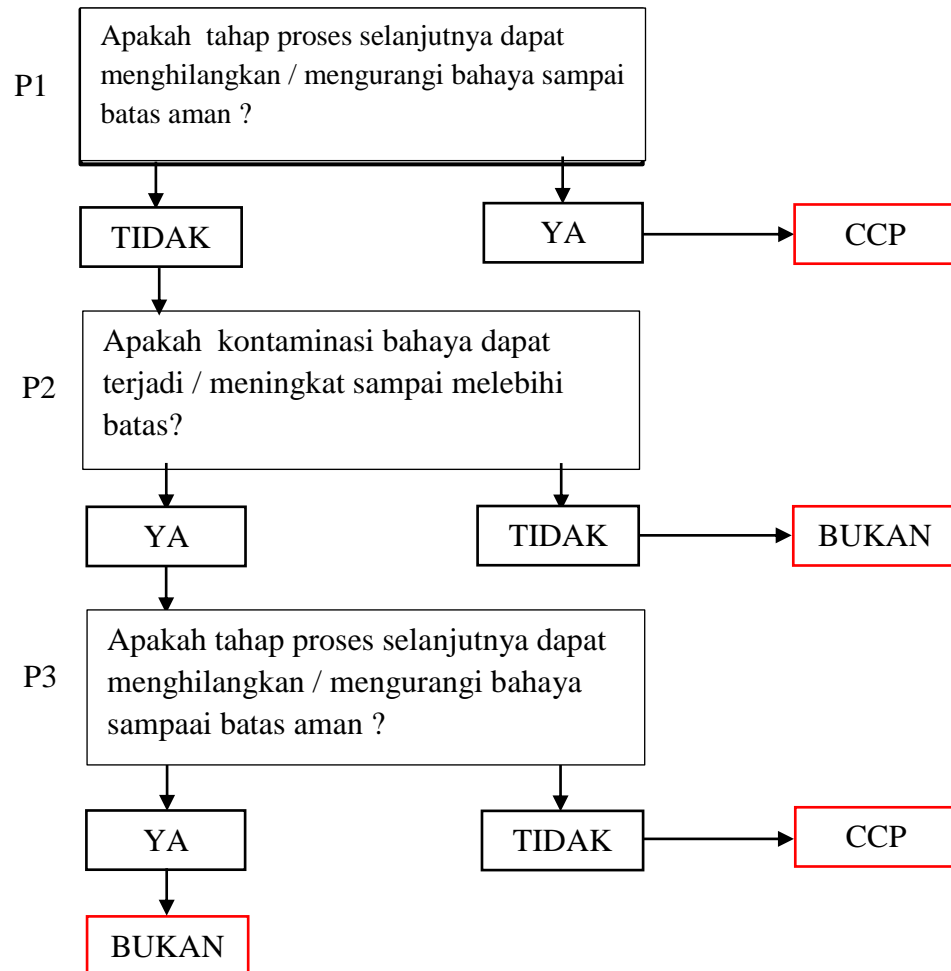 Apakah tahap proses selanjutnya dapat
menghilangkan / mengurangi bahaya sampai
batas aman ?
P1
TIDAK
YA
CCP
Apakah kontaminasi bahaya dapat
terjadi / meningkat sampai melebihi
batas?
P2
YA
TIDAK
BUKAN
Apakah tahap proses selanjutnya dapat
menghilangkan / mengurangi bahaya
sampaai batas aman ?
P3
YA
TIDAK
CCP
BUKAN